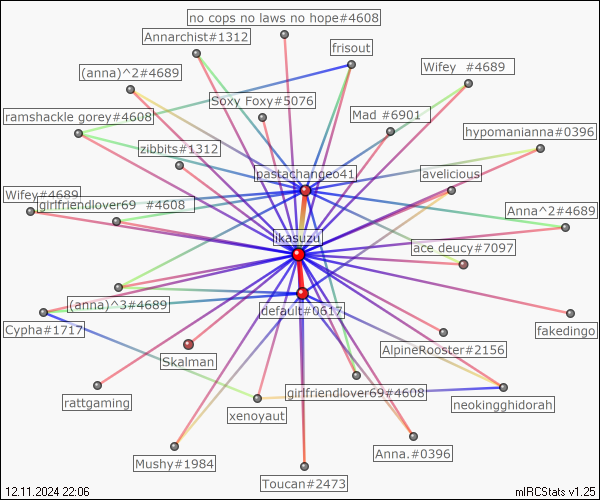 no cops no laws no hope#4608
Annarchist#1312
frisout
(anna)^2#4689
Wifey #4689
Soxy Foxy#5076
ramshackle gorey#4608
Mad #6901
hypomanianna#0396
zibbits#1312
pastachange641
avelicious
Wifey#4689
girlfriendlover69 #4608
Anna^2#4689
ikasuzu
ace deucy#7097
(anna)^3#4689
default#0617
Cypha#1717
fakedingo
AlpineRooster#2156
Skalman
girlfriendlover69#4608
rattgaming
neokingghidorah
xenoyaut
Anna.#0396
Mushy#1984
Toucan#2473
12.11.2024 22:06
mIRCStats v1.25